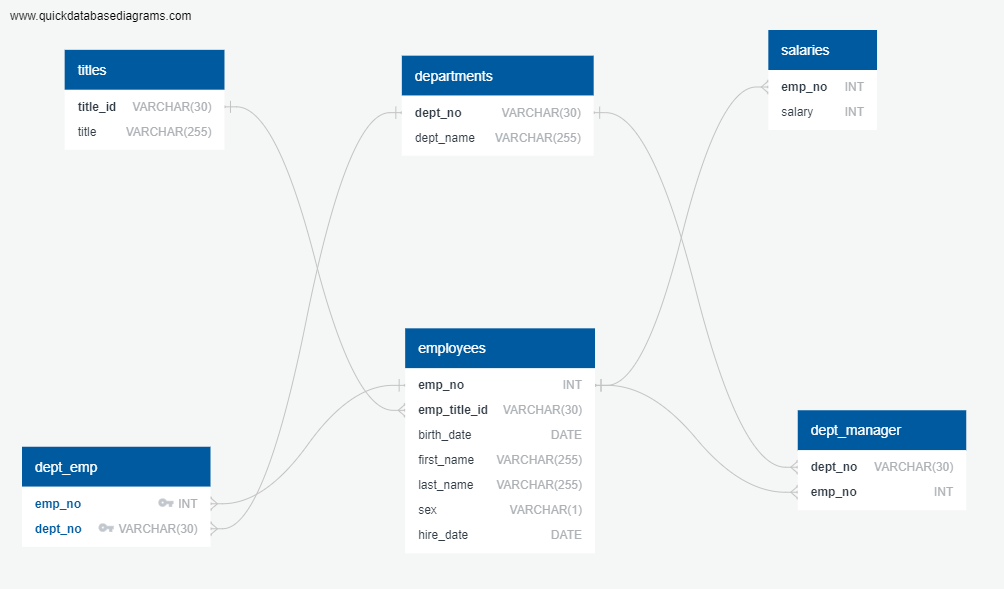 www.quickdatabasediagrams.com
titles
title_id VARCHAR(30)
title VARCHAR(255)
departments
dept_no VARCHAR(30)
dept_name VARCHAR(255)
salaries
emp_no INT
salary INT
employees
emp_no INT
emp_title_id VARCHAR(30)
birth_date DATE
first_name VARCHAR(255)
last_name VARCHAR(255)
sex VARCHAR(1)
hire_date DATE
dept_emp
emp_no INT
dept_no VARCHAR(30)
dept_manager
dept_no VARCHAR(30)
emp_no INT